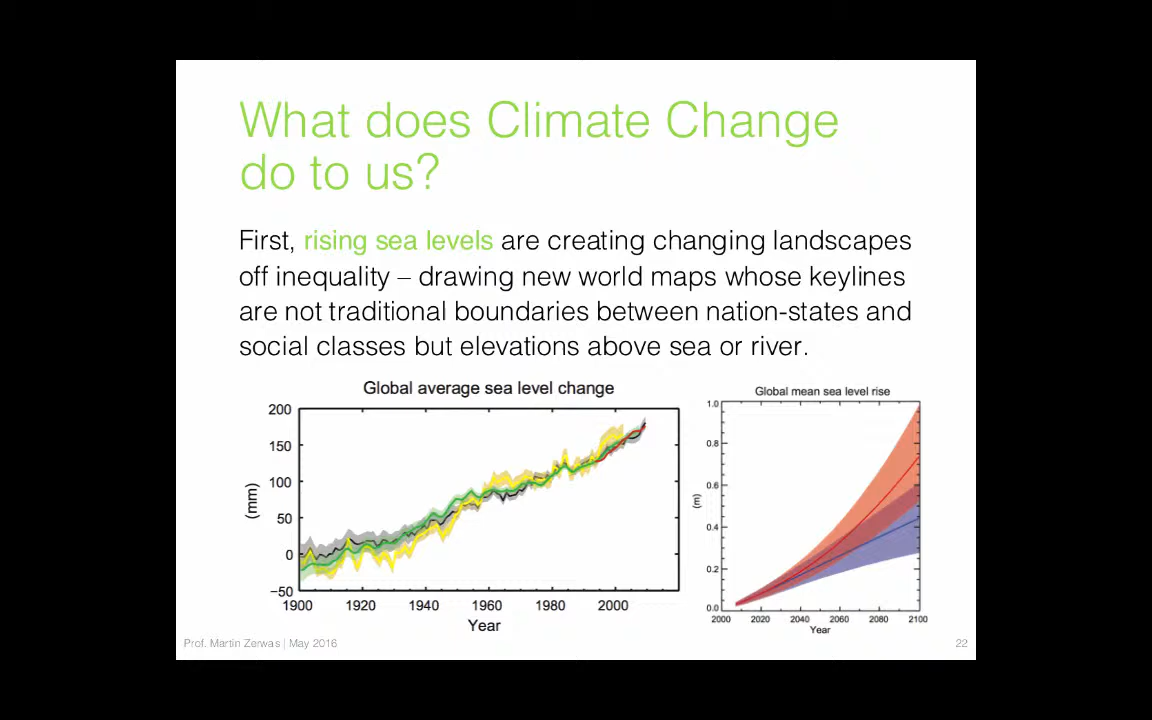 What does Climate Change
do to us?
First, rising sea levels are creating changing landscapes
off inequality – drawing new world maps whose keylines
are not traditional boundaries between nation-states and
social classes but elevations above sea or river.
Global average sea level change
200
150
100
50
0
−50
(mm)
1900 1920 1940 1960 1980 2000
Year
Global mean sea level rise
1.0
0.8
0.6
0.4
0.2
0.0
(m)
2000 2020 2040 2060 2080 2100
Year
Prof. Martin Zerwas | May 2016
22